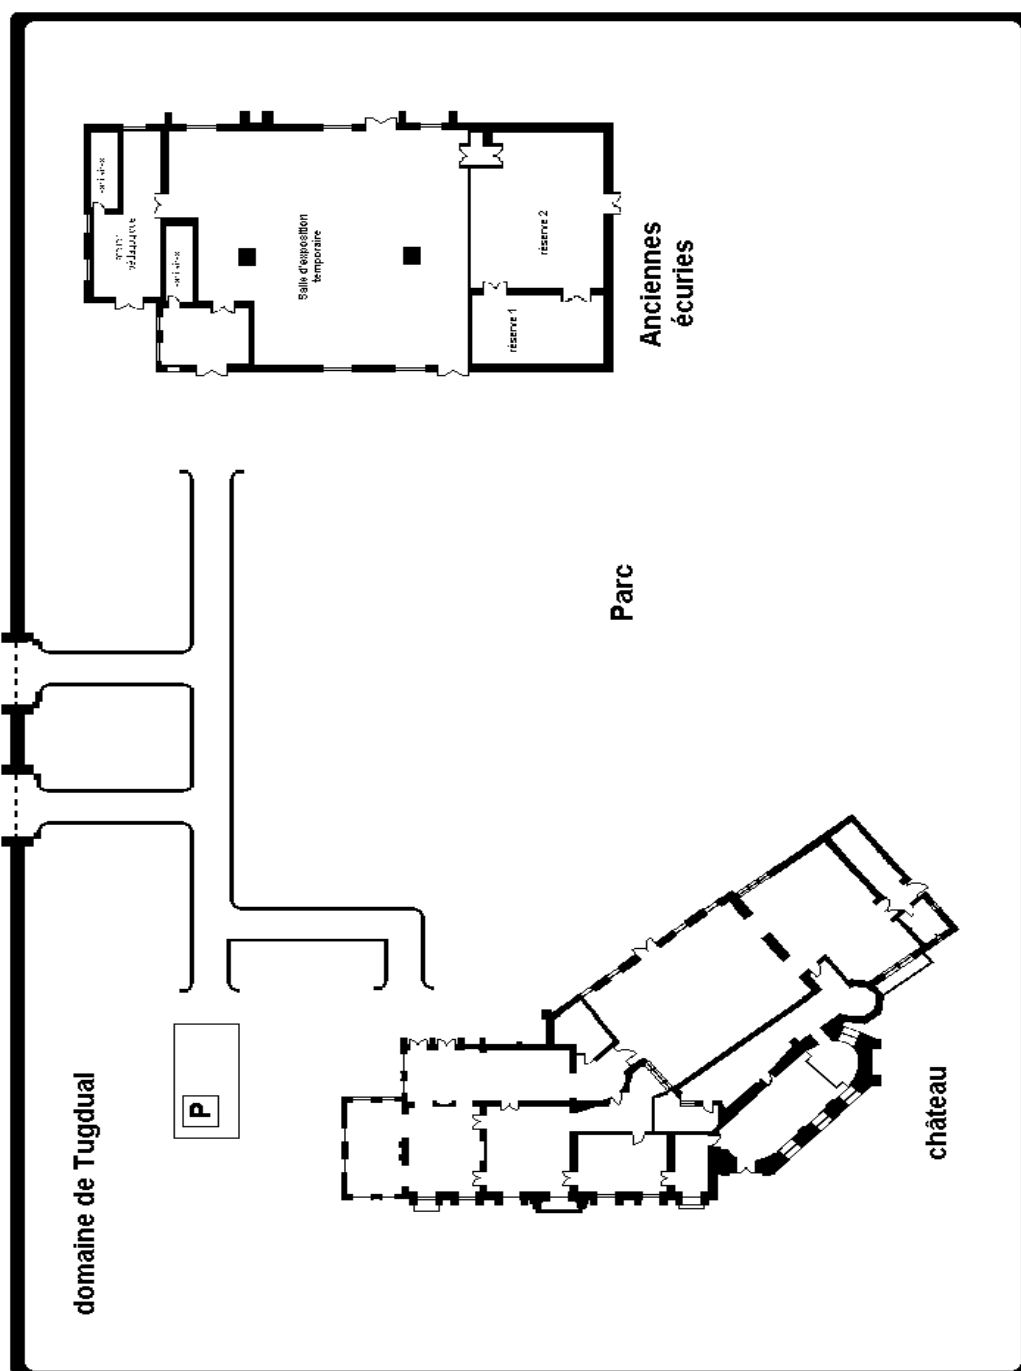 domaine de Tugdual
P
château
Parc
Anciennes
écuries
Salle d'exposition
temporaire
réserve 1
réserve 2